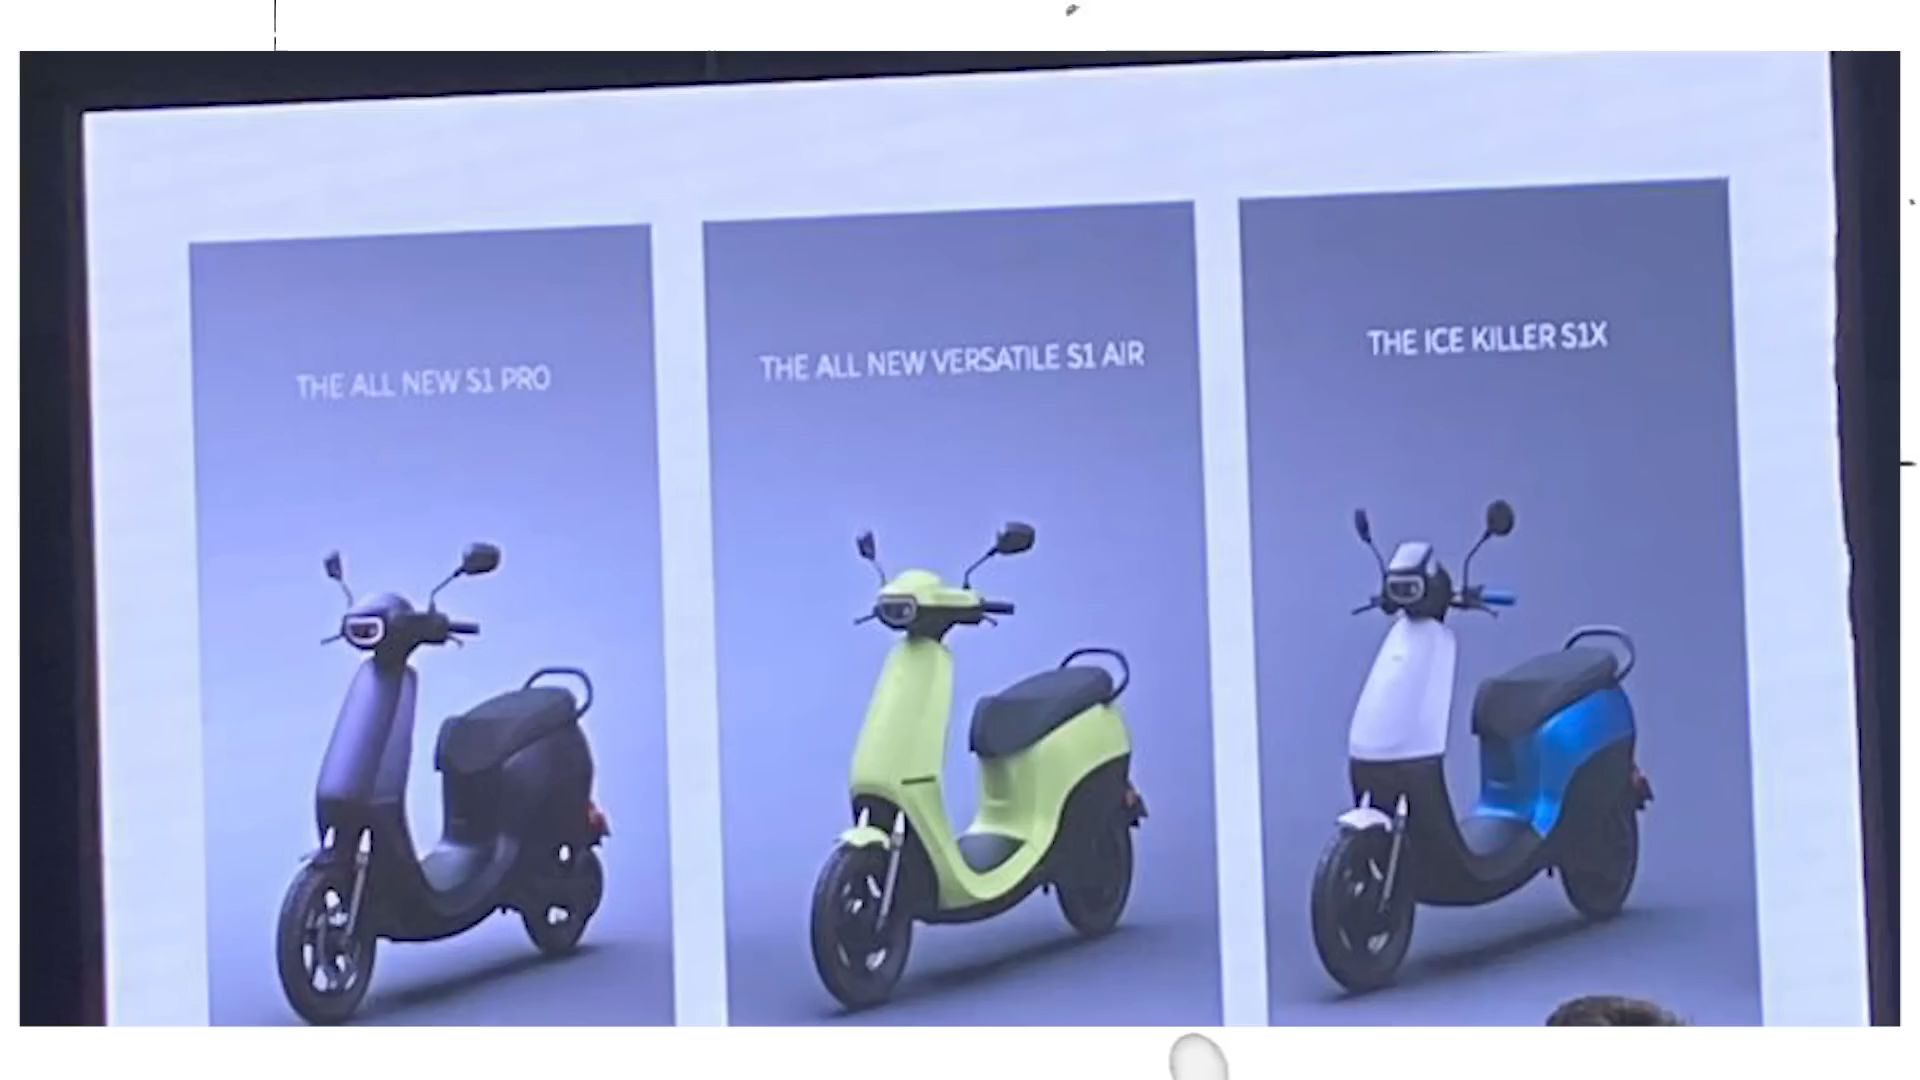 THE ALL NEW S1 PRO
THE ALL NEW VERSATILE S1 AIR
THE ICE KILLER S1X